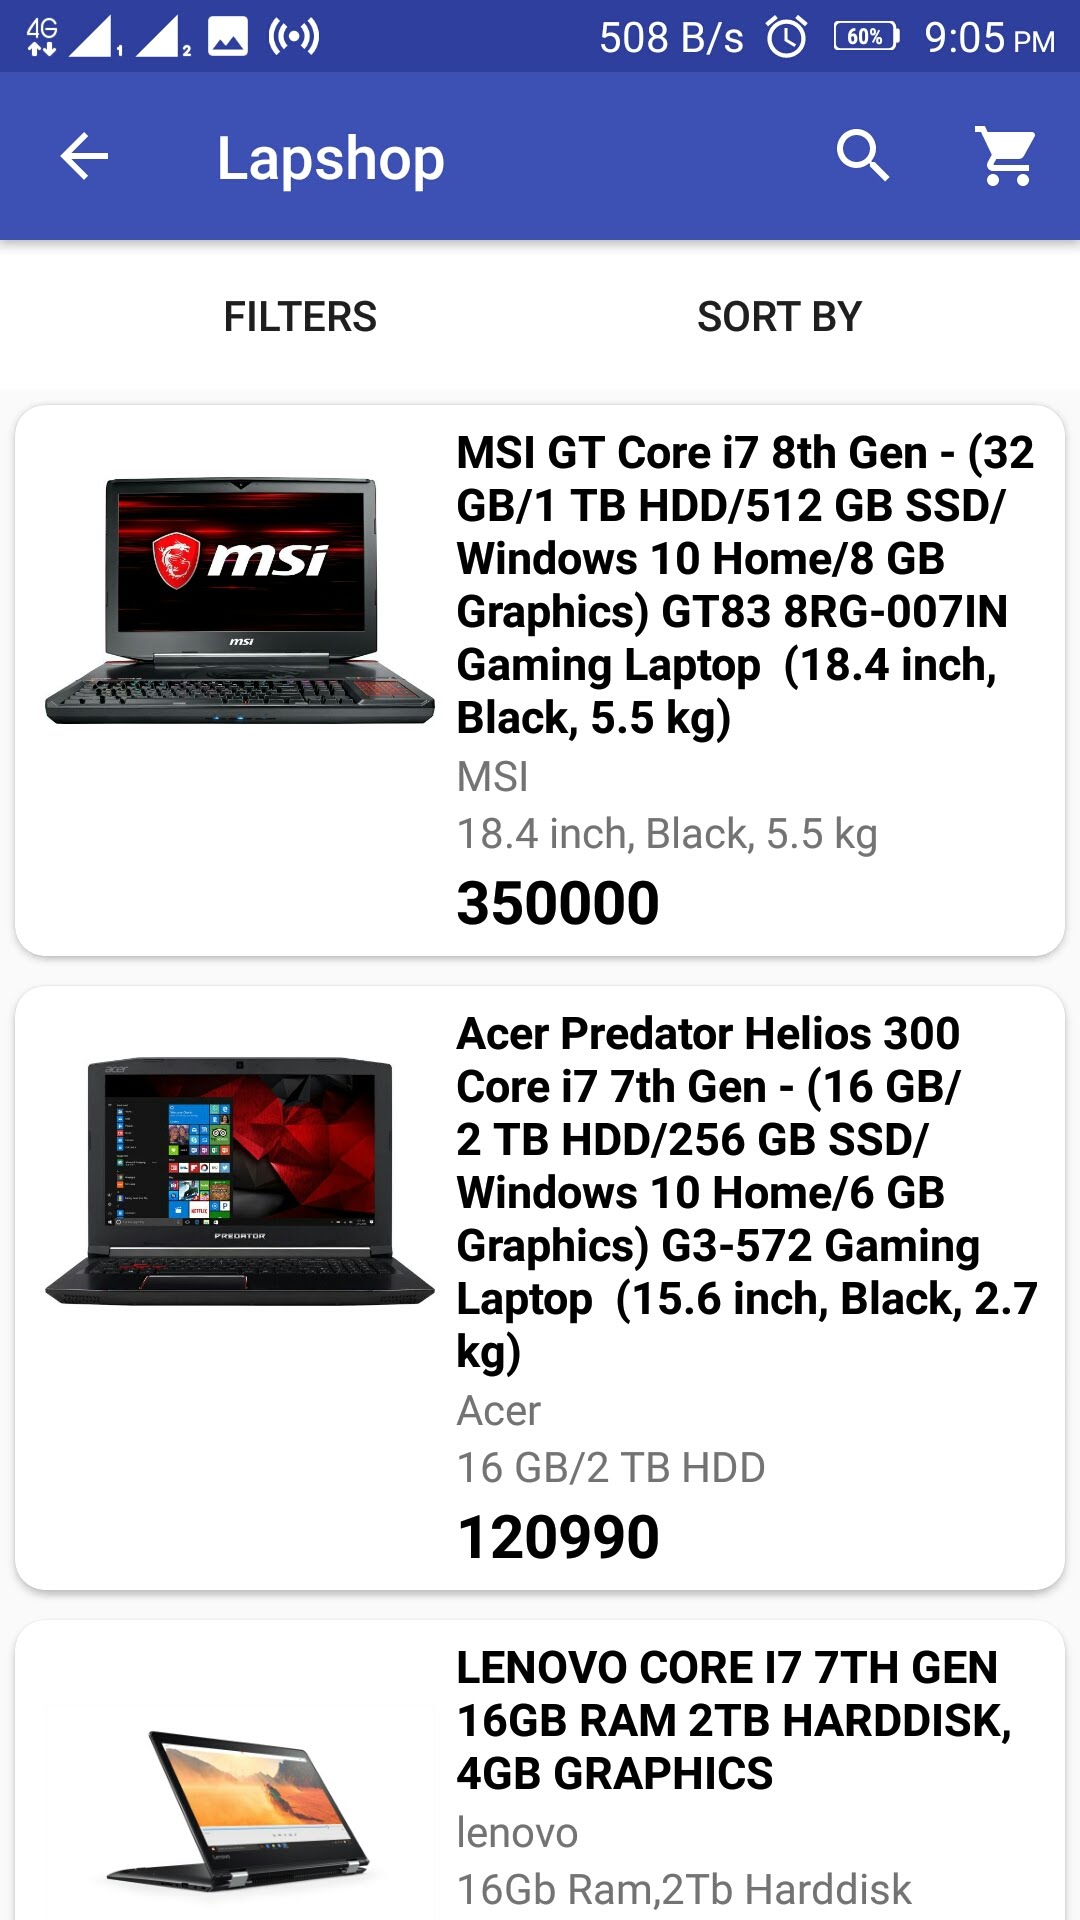 4G 1 2 508 B/s 60% 9:05 PM
Lapshop
FILTERS SORT BY
MSI GT Core i7 8th Gen - (32
GB/1 TB HDD/512 GB SSD/
Windows 10 Home/8 GB
Graphics) GT83 8RG-007IN
Gaming Laptop  (18.4 inch,
Black, 5.5 kg)
MSI
18.4 inch, Black, 5.5 kg
350000
msi
msi
Acer Predator Helios 300
Core i7 7th Gen - (16 GB/
2 TB HDD/256 GB SSD/
Windows 10 Home/6 GB
Graphics) G3-572 Gaming
Laptop  (15.6 inch, Black, 2.7
kg)
Acer
16 GB/2 TB HDD
120990
acer
NETFLIX
PREDATOR
LENOVO CORE I7 7TH GEN
16GB RAM 2TB HARDDISK,
4GB GRAPHICS
lenovo
16Gb Ram,2Tb Harddisk